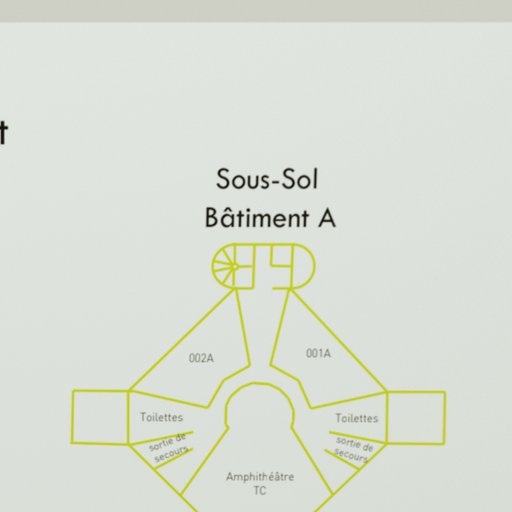 t
Sous-Sol
Bâtiment A
002A
001A
Toilettes
Toilettes
sortie de
secours
sortie de
secours
Amphithéâtre
TC